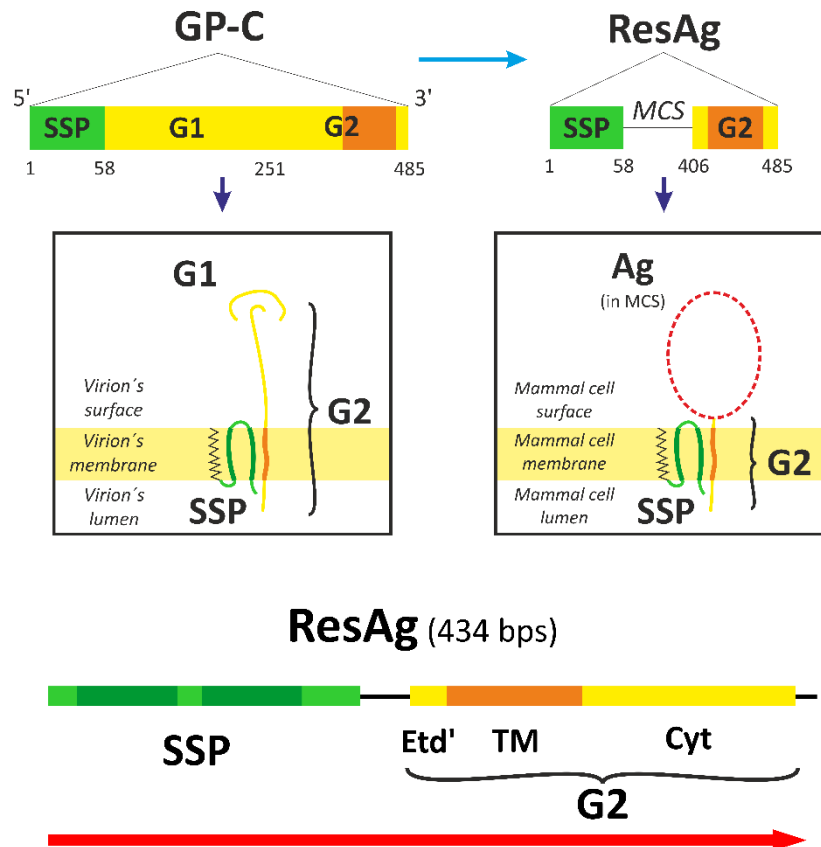 GP-C
ResAg
5'
3'
SSP G1 G2
SSP MCS G2
1 58 251 485
1 58 406 485
G1
Virion´s
surface
Virion´s
membrane
Virion´s
lumen
SSP
G2
Ag
(in MCS)
Mammal cell
surface
Mammal cell
membrane
Mammal cell
lumen
SSP
G2
ResAg (434 bps)
SSP
Etd' TM Cyt
G2